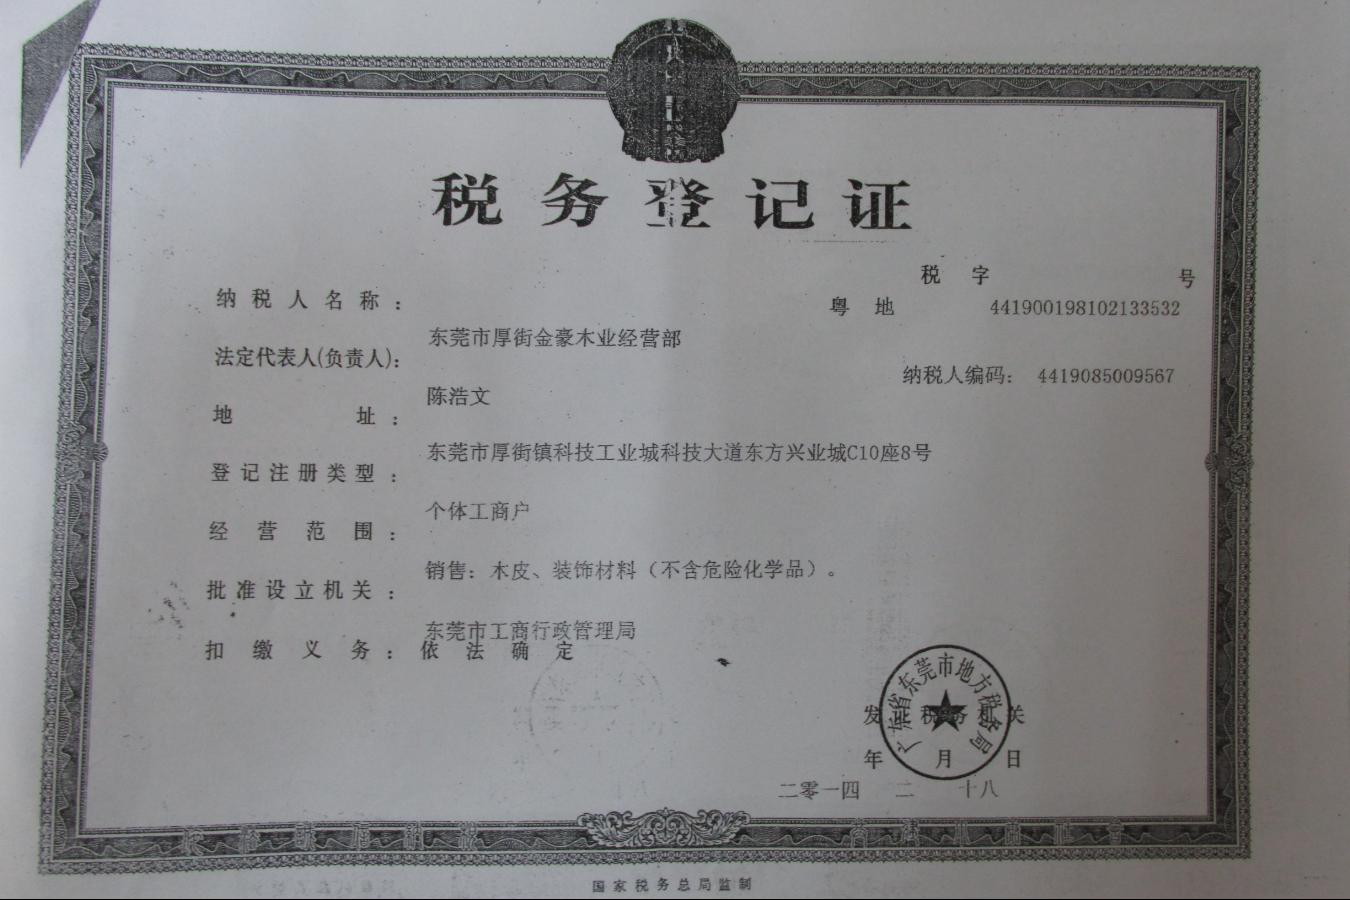 税务登记证
税 字 号
粤 地 441900198102133532
纳税人名称：
东莞市厚街金豪木业经营部
法定代表人(负责人)：
纳税人编码： 4419085009567
陈浩文
地 址：
东莞市厚街镇科技工业城科技大道东方兴业城C10座8号
登记注册类型：
个体工商户
经营范围：
销售：木皮、装饰材料（不含危险化学品）。
批准设立机关：
东莞市工商行政管理局
扣缴义务：依法确定
广东省东莞市地方税务局
发 税务机关
年 月 日
二零一四 二 十八
国家税务总局监制